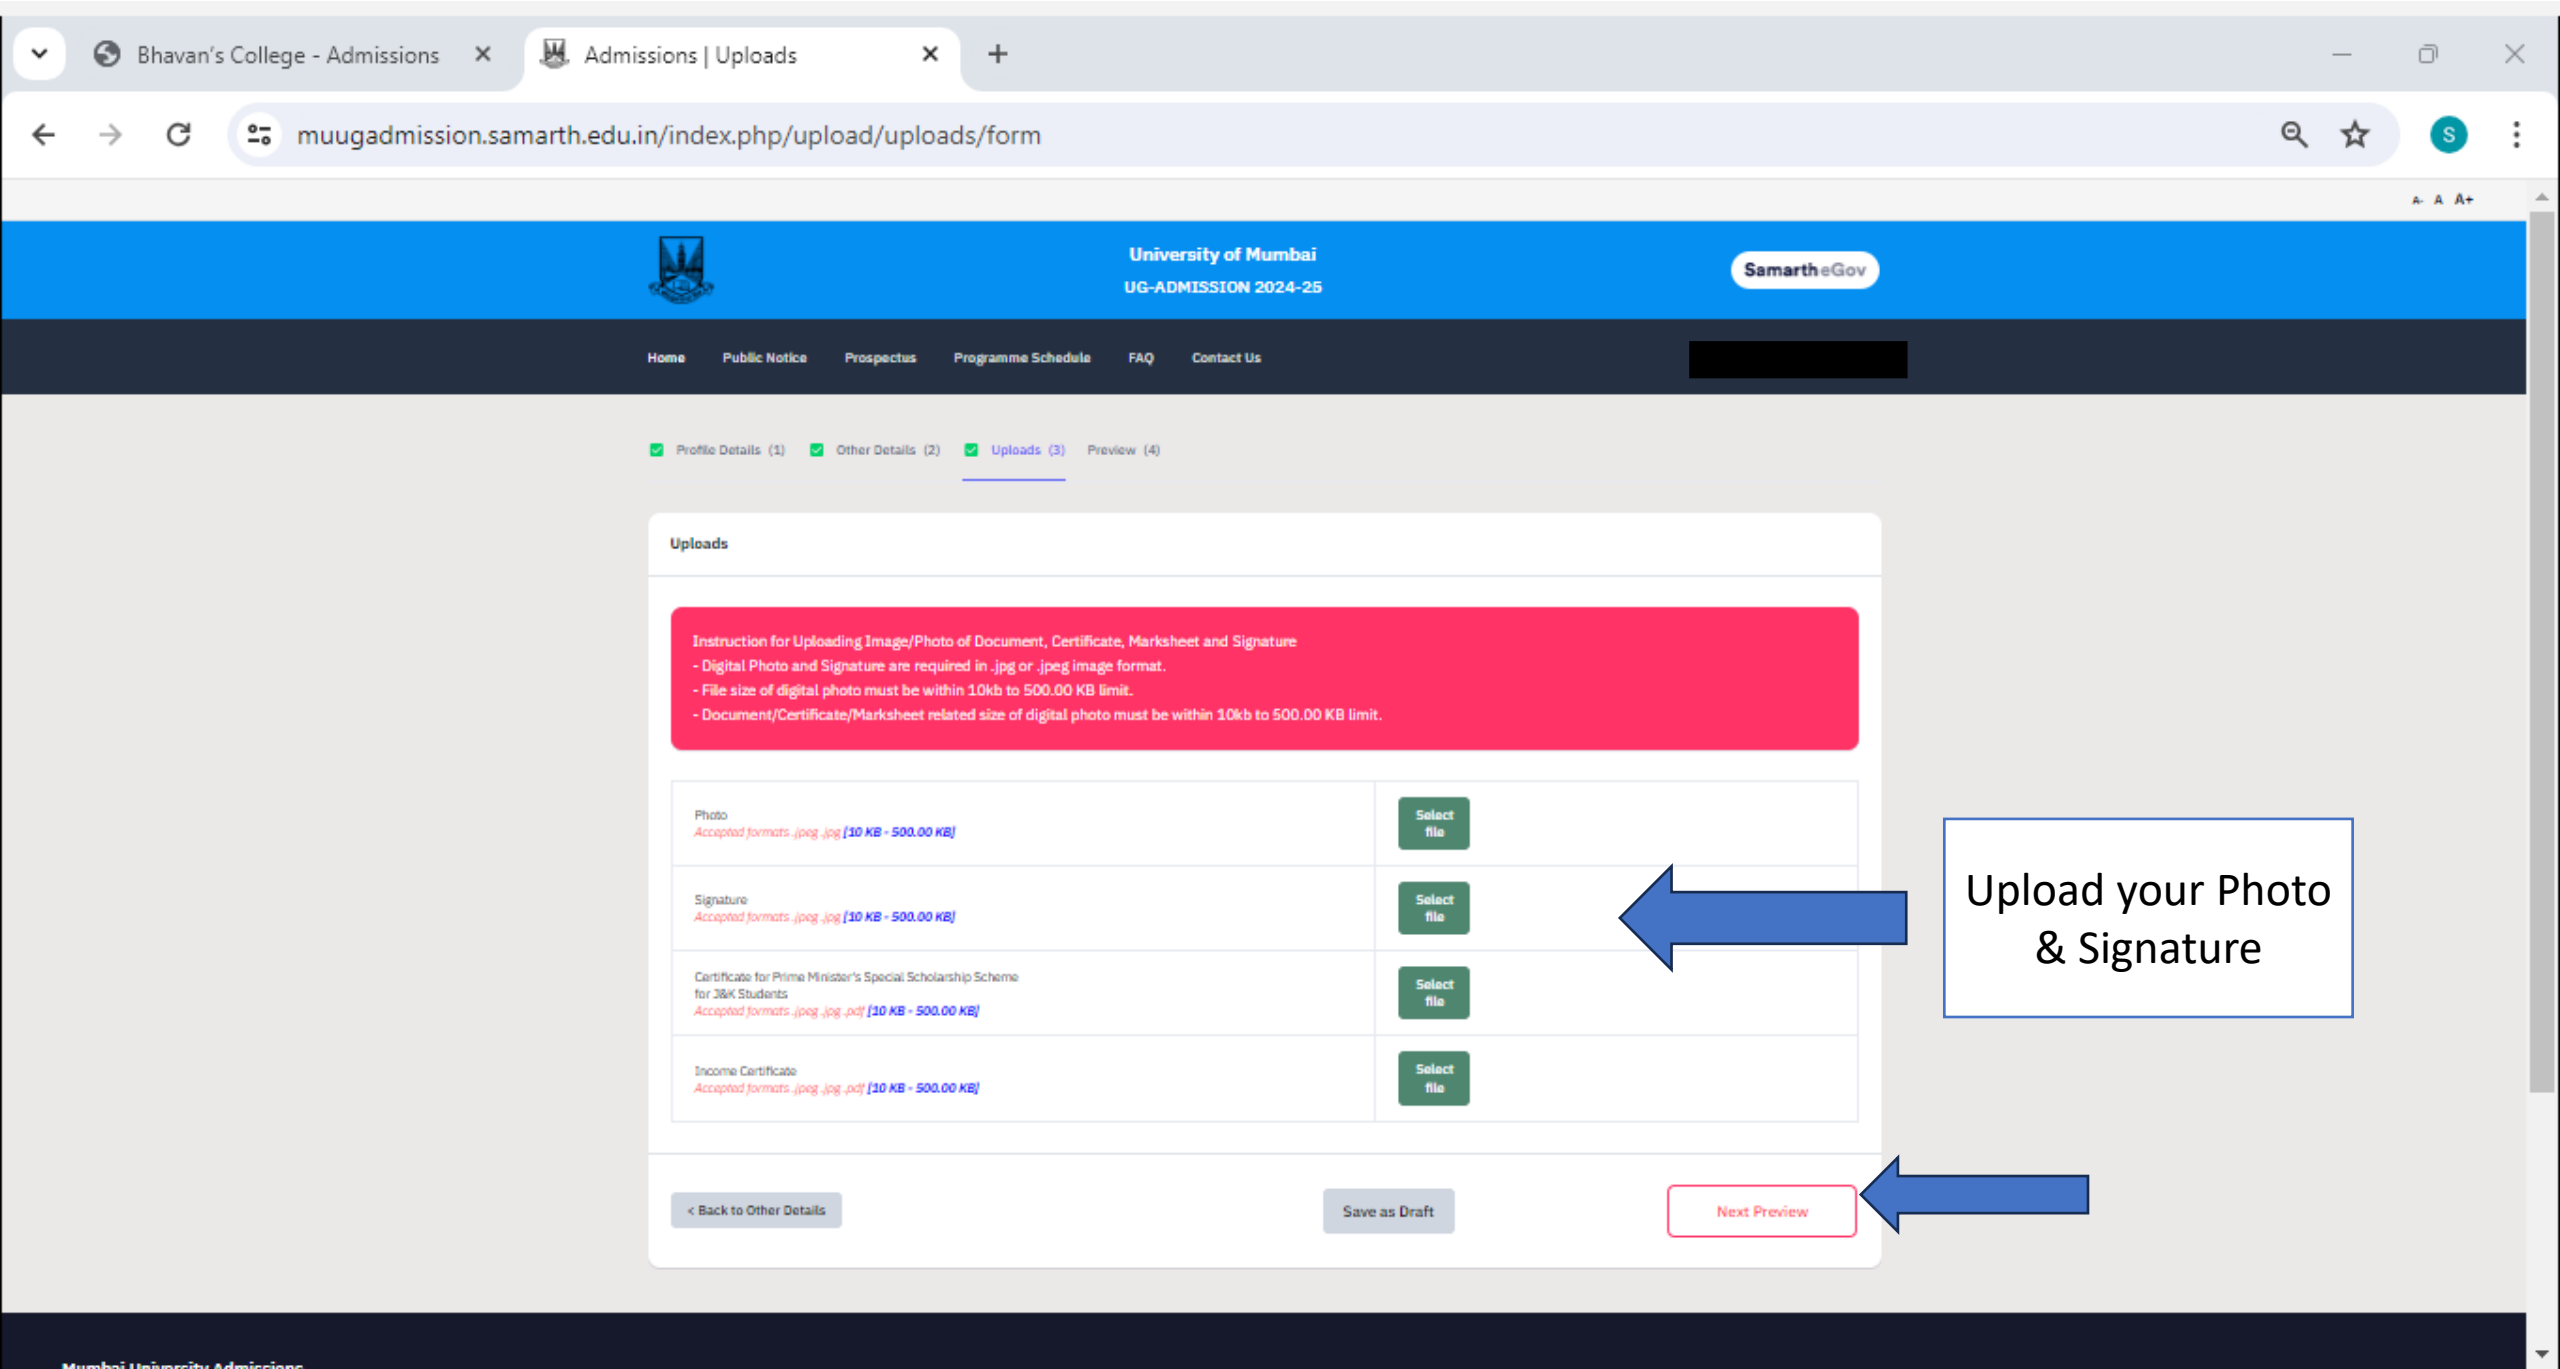 Bhavan's College - Admissions
Admissions | Uploads
muugadmission.samarth.edu.in/index.php/upload/uploads/form
S
A- A A+
University of Mumbai
UG-ADMISSION 2024-25
SamartheGov
Home Public Notice Prospectus Programme Schedule FAQ Contact Us
Profile Details (1) Other Details (2) Uploads (3) Preview (4)
Uploads
Instruction for Uploading Image/Photo of Document, Certificate, Marksheet and Signature
- Digital Photo and Signature are required in .jpg or .jpeg image format.
- File size of digital photo must be within 10kb to 500.00 KB limit.
- Document/Certificate/Marksheet related size of digital photo must be within 10kb to 500.00 KB limit.
Photo
Accepted formats .jpeg .jpg [10 KB - 500.00 KB]
Select
file
Signature
Accepted formats .jpeg .jpg [10 KB - 500.00 KB]
Select
file
Upload your Photo
& Signature
Certificate for Prime Minister's Special Scholarship Scheme
for J&K Students
Accepted formats .jpeg .jpg .pdf [10 KB - 500.00 KB]
Select
file
Income Certificate
Accepted formats .jpeg .jpg .pdf [10 KB - 500.00 KB]
Select
file
< Back to Other Details
Save as Draft
Next Preview
Mumbai University Admissions